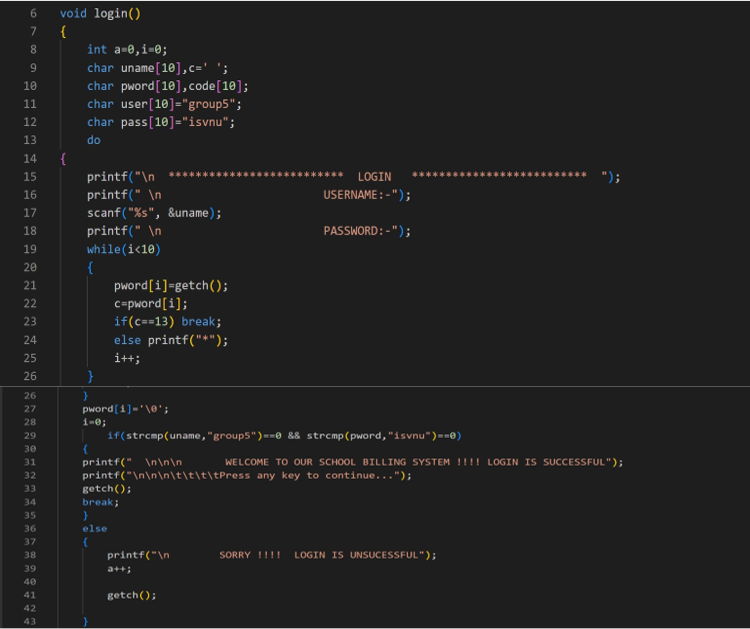 6 void login()
7 {
8 int a=0,i=0;
9 char uname[10],c=' ';
10 char pword[10],code[10];
11 char user[10]="group5";
12 char pass[10]="isvnu";
13 do
14 {
15 printf("\n ************************** LOGIN ************************** ");
16 printf(" \n USERNAME:-");
17 scanf("%s", &uname);
18 printf(" \n PASSWORD:-");
19 while(i<10)
20 {
21 pword[i]=getch();
22 c=pword[i];
23 if(c==13) break;
24 else printf("*");
25 i++;
26 }
26 }
27 pword[i]='\0';
28 i=0;
29 if(strcmp(uname,"group5")==0 && strcmp(pword,"isvnu")==0)
30 {
31 printf(" \n\n\n WELCOME TO OUR SCHOOL BILLING SYSTEM !!!! LOGIN IS SUCCESSFUL");
32 printf("\n\n\n\t\t\t\tPress any key to continue...");
33 getch();
34 break;
35 }
36 else
37 {
38 printf("\n SORRY !!!! LOGIN IS UNSUCESSFUL");
39 a++;
40
41 getch();
42
43 }